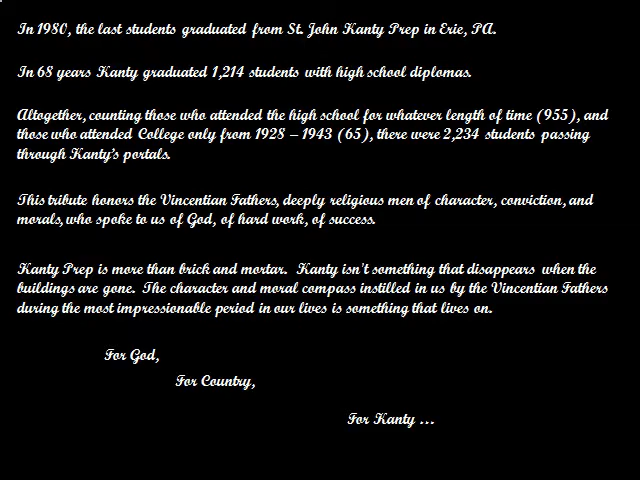 In 1980, the last students graduated from St. John Kanty Prep in Erie, PA.
In 68 years Kanty graduated 1,214 students with high school diplomas.
Altogether, counting those who attended the high school for whatever length of time (955), and
those who attended College only from 1928 – 1943 (65), there were 2,234 students passing
through Kanty's portals.
This tribute honors the Vincentian Fathers, deeply religious men of character, conviction, and
morals, who spoke to us of God, of hard work, of success.
Kanty Prep is more than brick and mortar. Kanty isn't something that disappears when the
buildings are gone. The character and moral compass instilled in us by the Vincentian Fathers
during the most impressionable period in our lives is something that lives on.
For God,
For Country,
For Kanty ...